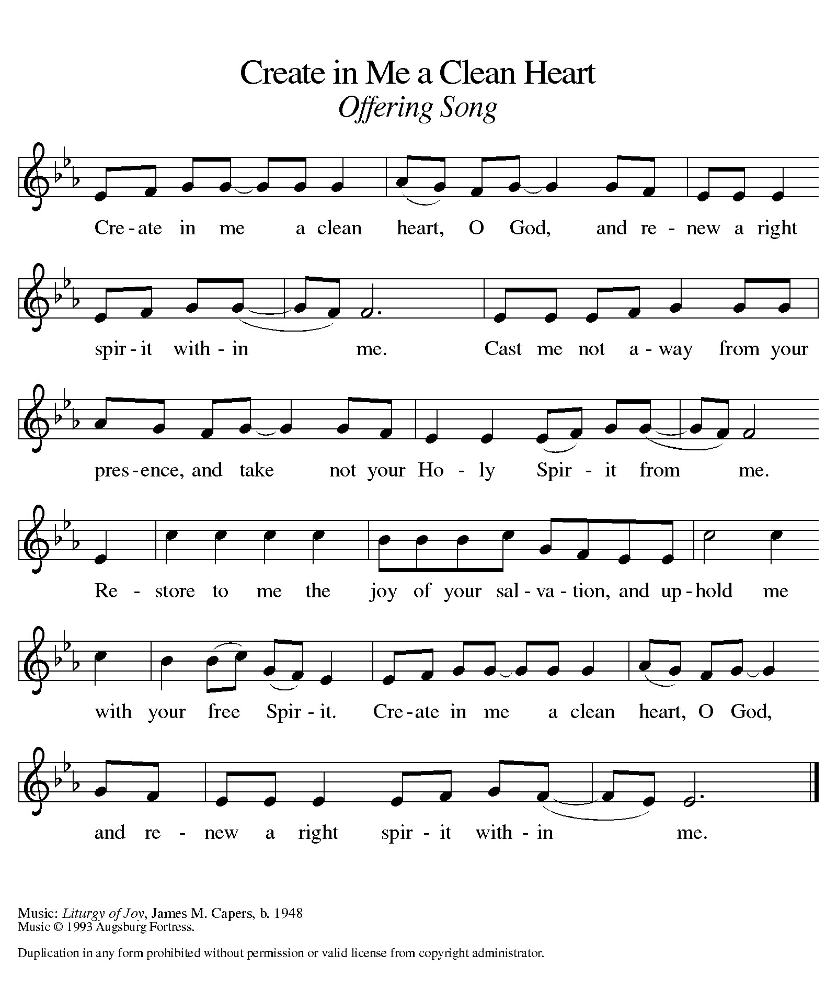 Create in Me a Clean Heart
Offering Song
Cre - ate in me a clean heart, O God, and re - new a right
spir - it with - in me. Cast me not a - way from your
pres - ence, and take not your Ho - ly Spir - it from me.
Re - store to me the joy of your sal - va - tion, and up - hold me
with your free Spir - it. Cre - ate in me a clean heart, O God,
and re - new a right spir - it with - in me.
Music: Liturgy of Joy, James M. Capers, b. 1948
Music © 1993 Augsburg Fortress.
Duplication in any form prohibited without permission or valid license from copyright administrator.